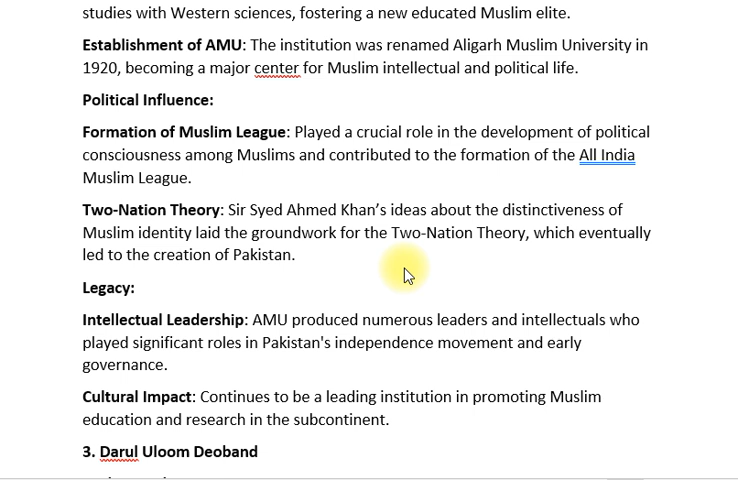 studies with Western sciences, fostering a new educated Muslim elite.
Establishment of AMU: The institution was renamed Aligarh Muslim University in
1920, becoming a major center for Muslim intellectual and political life.
Political Influence:
Formation of Muslim League: Played a crucial role in the development of political
consciousness among Muslims and contributed to the formation of the All India
Muslim League.
Two-Nation Theory: Sir Syed Ahmed Khan’s ideas about the distinctiveness of
Muslim identity laid the groundwork for the Two-Nation Theory, which eventually
led to the creation of Pakistan.
Legacy:
Intellectual Leadership: AMU produced numerous leaders and intellectuals who
played significant roles in Pakistan's independence movement and early
governance.
Cultural Impact: Continues to be a leading institution in promoting Muslim
education and research in the subcontinent.
3. Darul Uloom Deoband